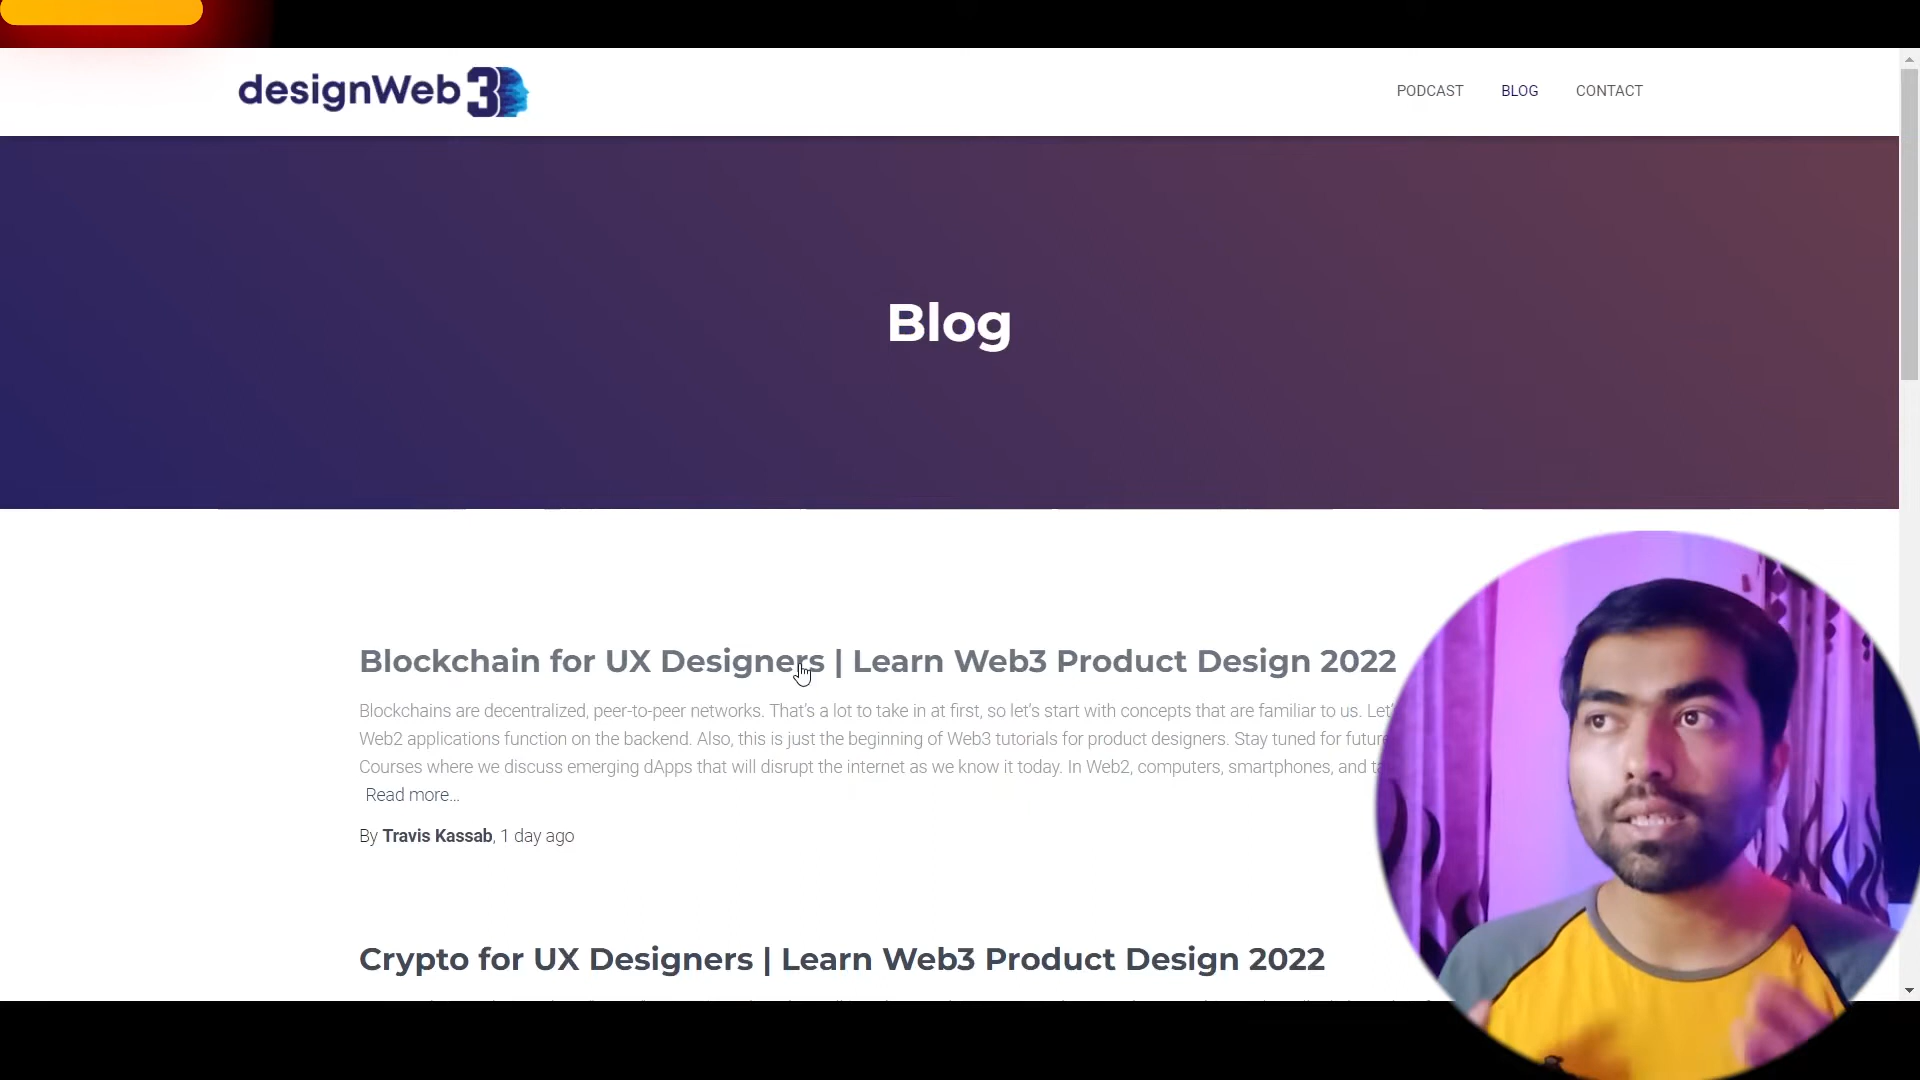 designWeb3
PODCAST
BLOG
CONTACT
Blog
Blockchain for UX Designers | Learn Web3 Product Design 2022
Blockchains are decentralized, peer-to-peer networks. That's a lot to take in at first, so let's start with concepts that are familiar to us.
Web2 applications function on the backend. Also, this is just the beginning of Web3 tutorials for product designers. Stay tuned for
Courses where we discuss emerging dApps that will disrupt the internet as we know it today. In Web2, computers, smartphones, and
Read more…
By Travis Kassab, 1 day ago
Crypto for UX Designers | Learn Web3 Product Design 2022